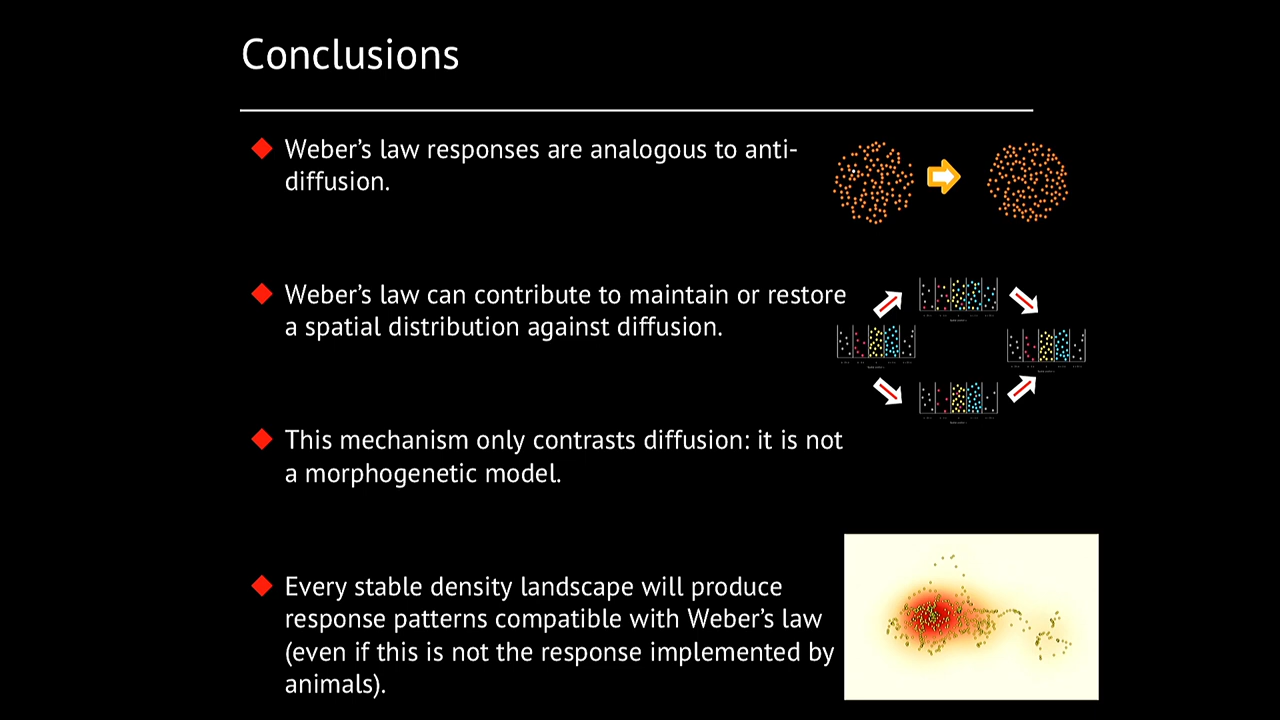 Conclusions
Weber's law responses are analogous to anti-
diffusion.
Weber's law can contribute to maintain or restore
a spatial distribution against diffusion.
This mechanism only contrasts diffusion: it is not
a morphogenetic model.
Every stable density landscape will produce
response patterns compatible with Weber's law
(even if this is not the response implemented by
animals).